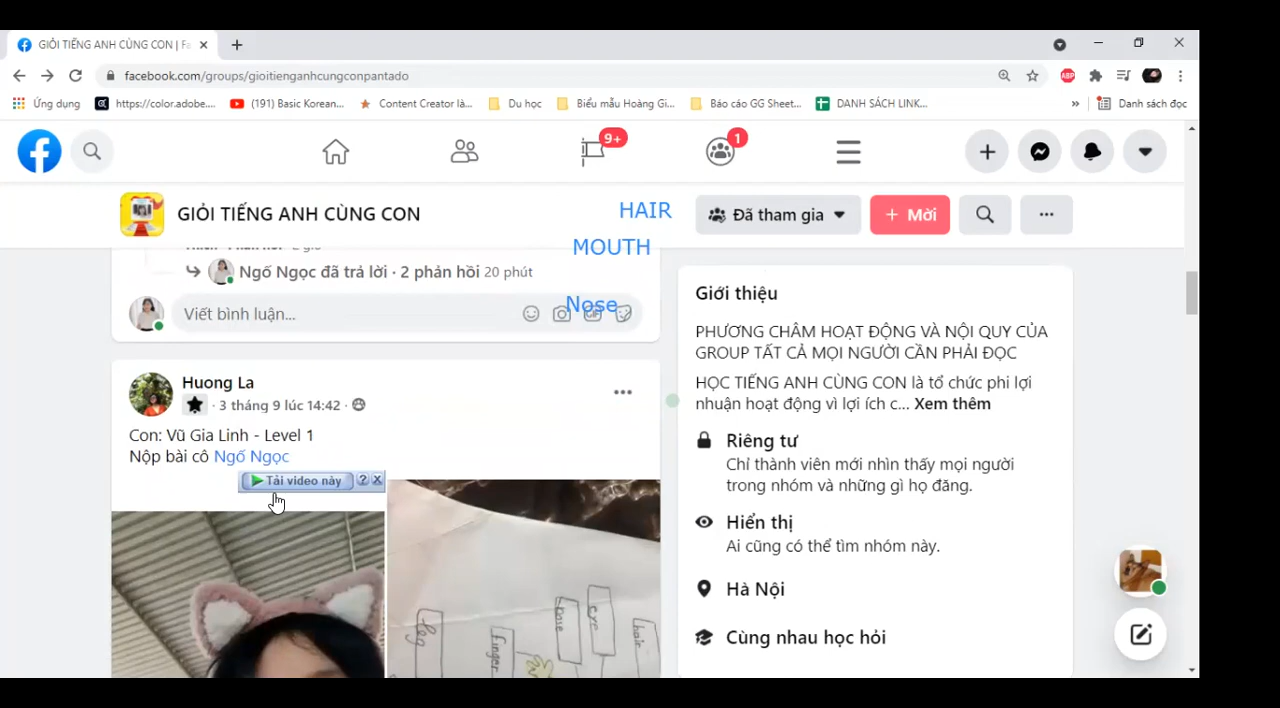 GIỎI TIẾNG ANH CÙNG CON | Fa
facebook.com/groups/gioitienganhcungconpantado
ABP
Ứng dụng
https://color.adobe....
(191) Basic Korean...
Content Creator là...
Du học
Biểu mẫu Hoàng Gi...
Báo cáo GG Sheet...
DANH SÁCH LINK...
»
Danh sách đọc
9+
1
GIỎI TIẾNG ANH CÙNG CON
HAIR
Đã tham gia
+ Mới
MOUTH
Ngố Ngọc đã trả lời · 2 phản hồi 20 phút
Viết bình luận...
Nose
GIF
Huong La
· 3 tháng 9 lúc 14:42 ·
Con: Vũ Gia Linh - Level 1
Nộp bài cô Ngố Ngọc
Tải video này ? X
leg
finger
nose
eye
hair
Giới thiệu
PHƯƠNG CHÂM HOẠT ĐỘNG VÀ NỘI QUY CỦA
GROUP TẤT CẢ MỌI NGƯỜI CẦN PHẢI ĐỌC
HỌC TIẾNG ANH CÙNG CON là tổ chức phi lợi
nhuận hoạt động vì lợi ích c... Xem thêm
Riêng tư
Chỉ thành viên mới nhìn thấy mọi người
trong nhóm và những gì họ đăng.
Hiển thị
Ai cũng có thể tìm nhóm này.
Hà Nội
Cùng nhau học hỏi